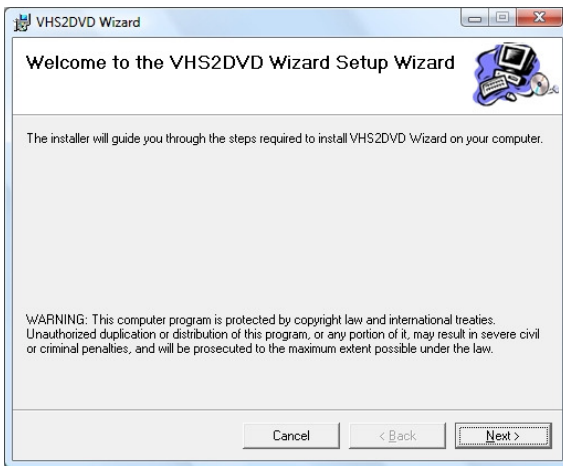 VHS2DVD Wizard
Welcome to the VHS2DVD Wizard Setup Wizard
The installer will guide you through the steps required to install VHS2DVD Wizard on your computer.
WARNING: This computer program is protected by copyright law and international treaties.
Unauthorized duplication or distribution of this program, or any portion of it, may result in severe civil
or criminal penalties, and will be prosecuted to the maximum extent possible under the law.
Cancel
< Back
Next >